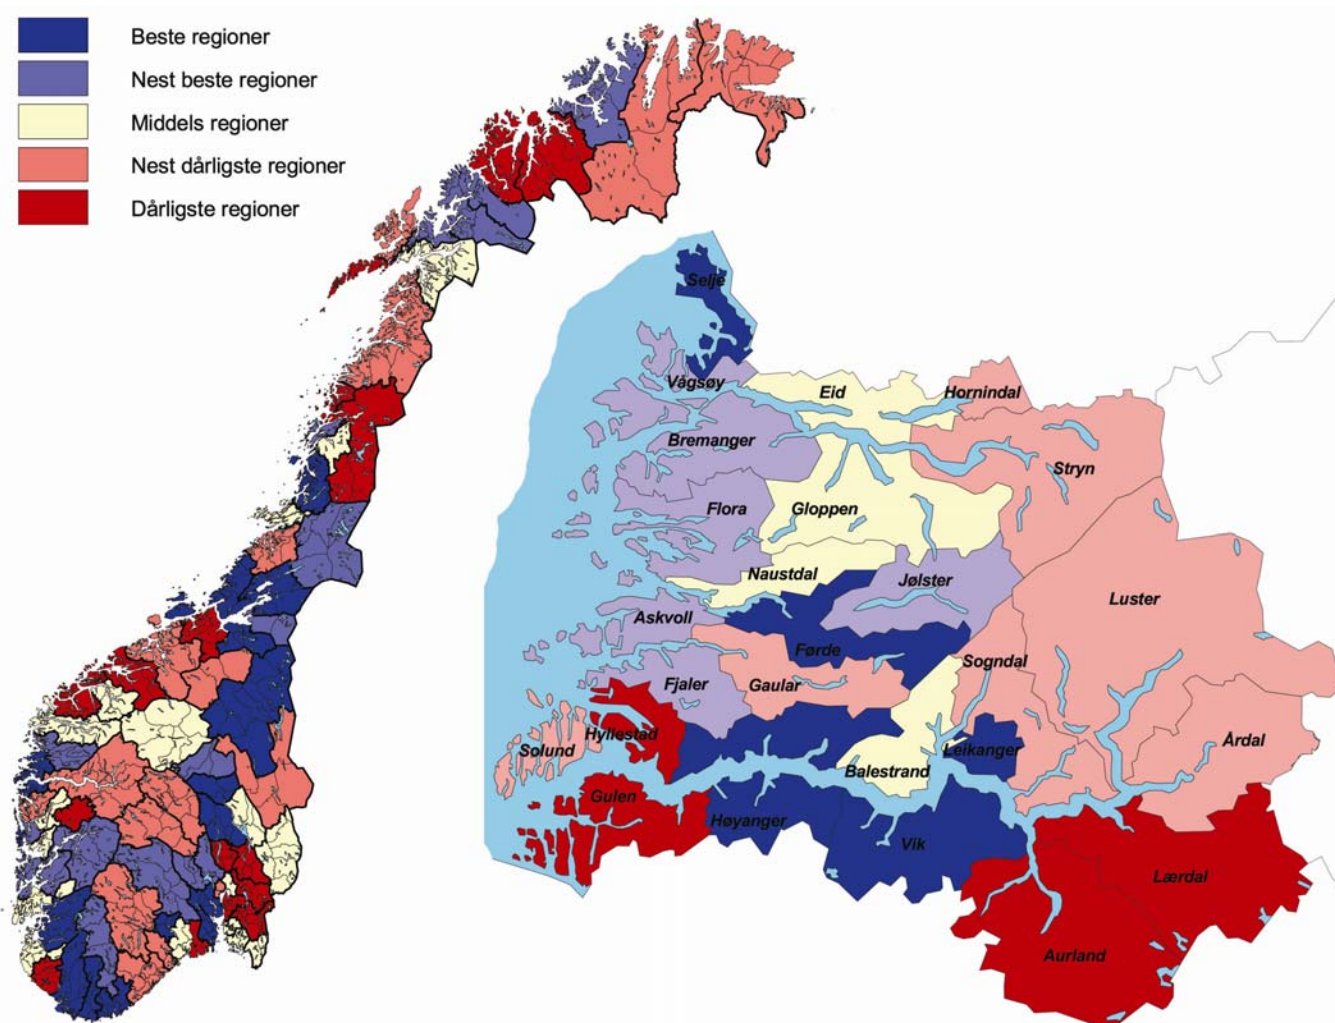 Beste regioner
Nest beste regioner
Middels regioner
Nest dårligste regioner
Dårligste regioner
Selje
Vågsøy
Eid
Hornindal
Bremanger
Stryn
Flora
Gloppen
Naustdal
Jølster
Luster
Askvoll
Førde
Sogndal
Fjaler
Gaular
Solund
Hyllestad
Leikanger
Årdal
Balestrand
Gulen
Høyanger
Vik
Lærdal
Aurland